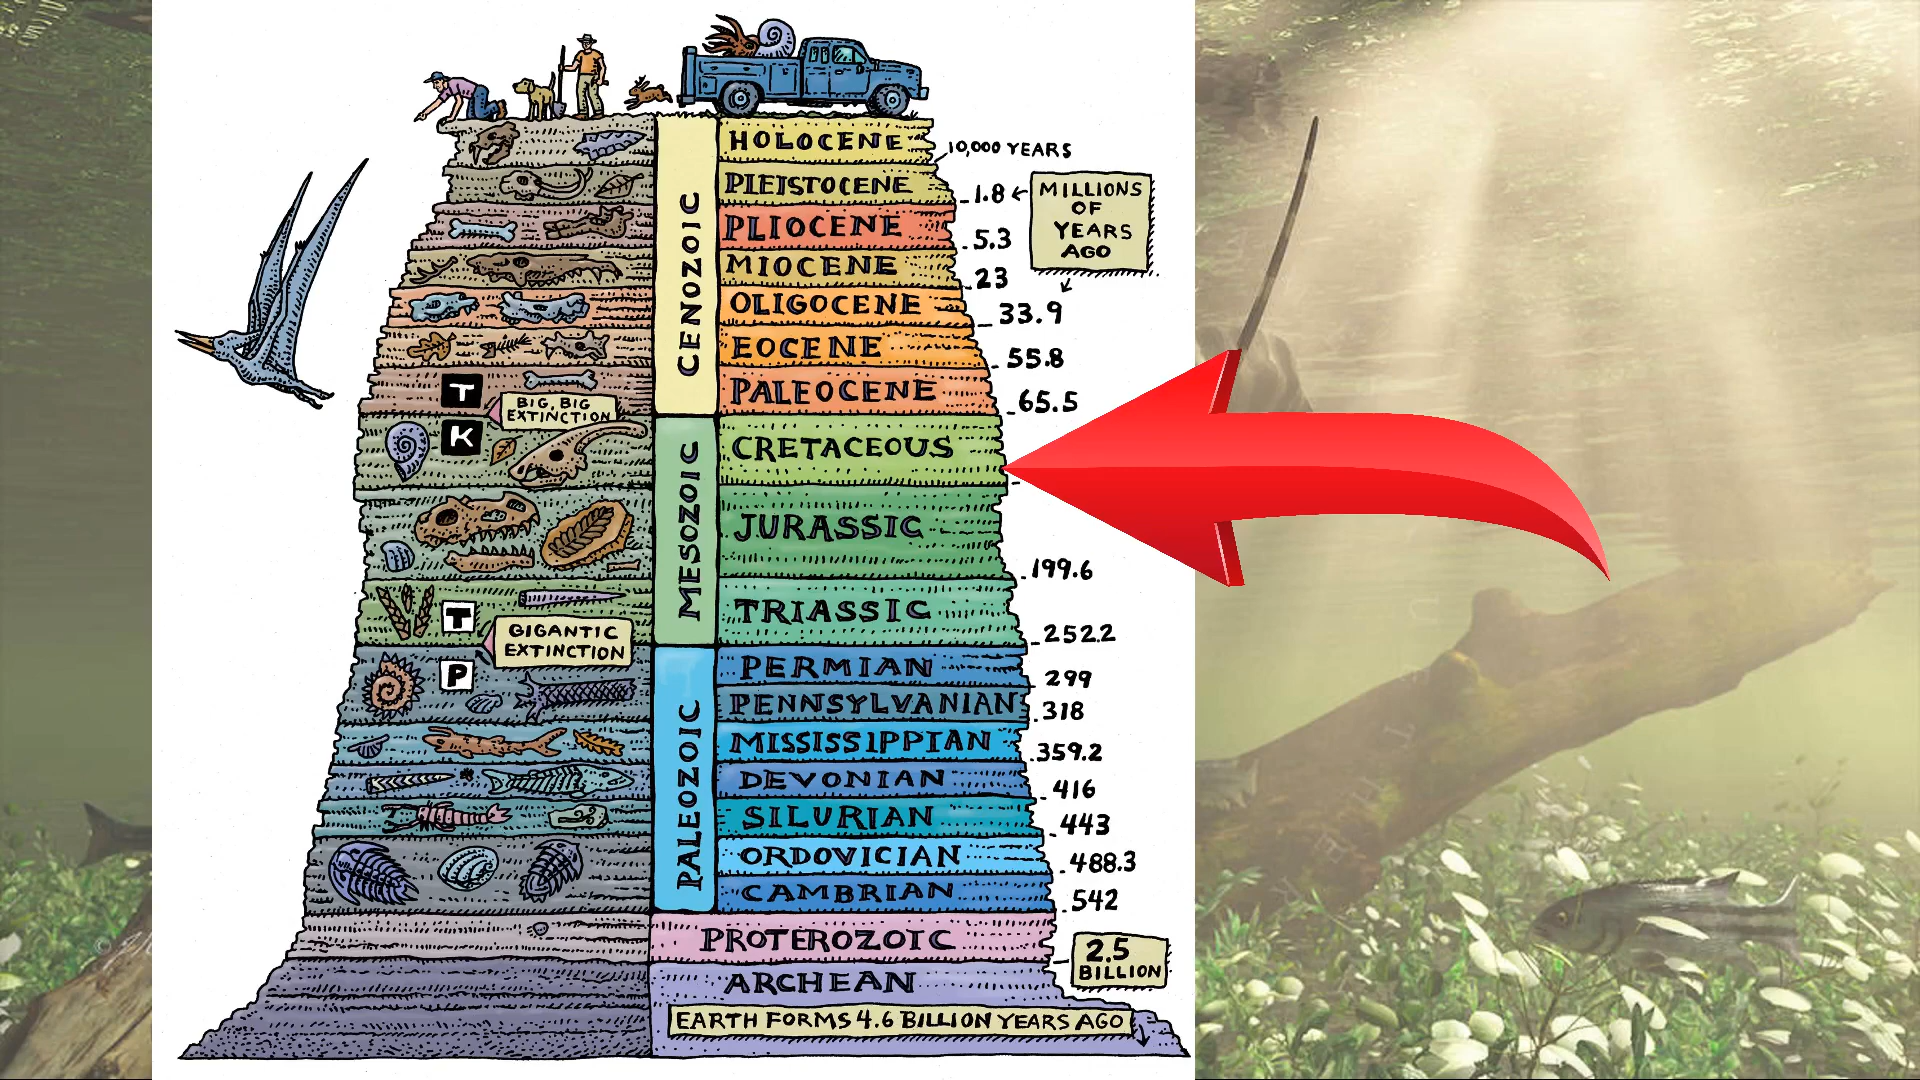 HOLOCENE
10,000 YEARS
PLEISTOCENE
1.8
MILLIONS
OF
YEARS
AGO
PLIOCENE
5.3
MIOCENE
23
OLIGOCENE
33.9
EOCENE
55.8
PALEOCENE
65.5
CENOZOIC
T
BIG, BIG
EXTINCTION
K
CRETACEOUS
JURASSIC
199.6
TRIASSIC
252.2
MESOZOIC
T
GIGANTIC
EXTINCTION
P
PERMIAN
299
PENNSYLVANIAN
318
MISSISSIPPIAN
359.2
DEVONIAN
416
SILURIAN
443
ORDOVICIAN
488.3
CAMBRIAN
542
PALEOZOIC
PROTEROZOIC
2.5
BILLION
ARCHEAN
EARTH FORMS 4.6 BILLION YEARS AGO